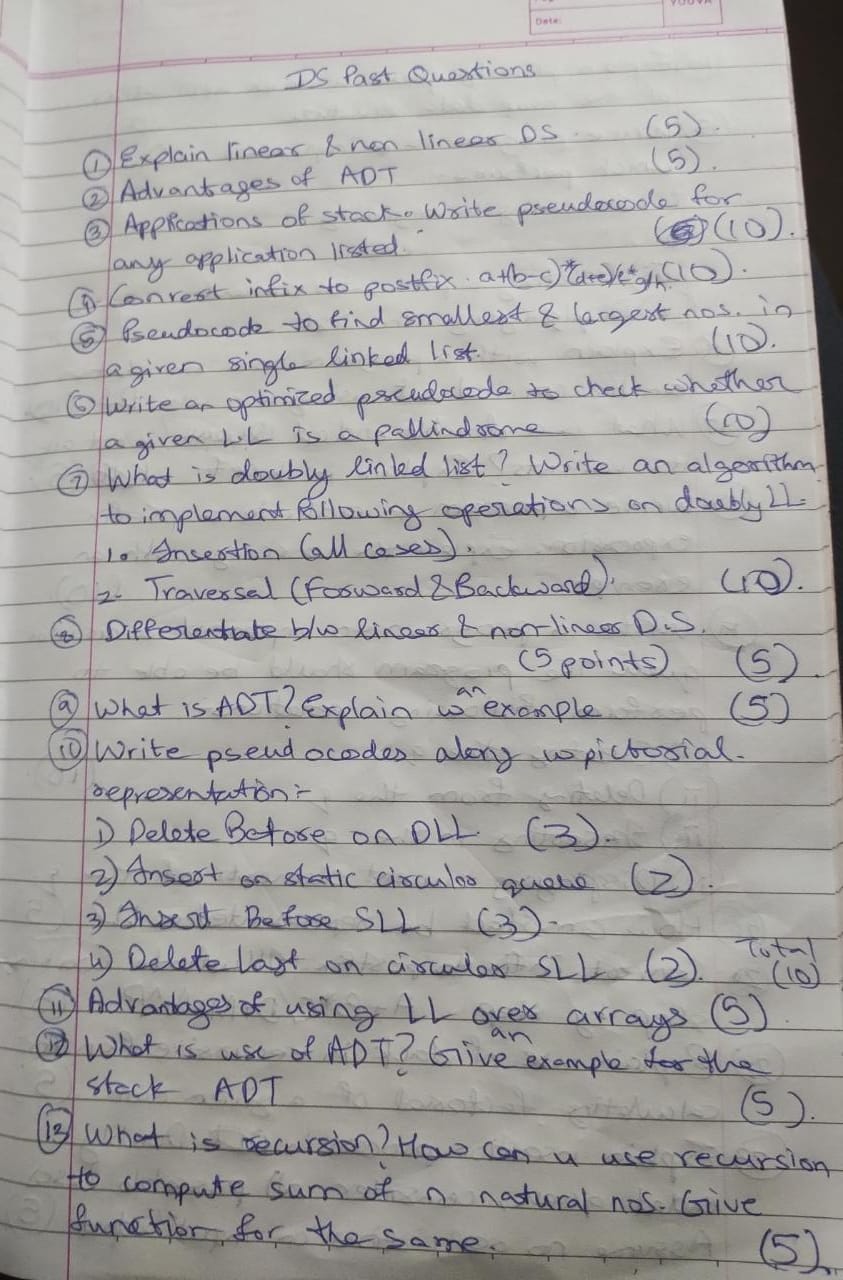 YOUVA
Date:
DS Past Questions
① Explain linear & non linear DS. (5).
② Advantages of ADT (5).
③ Applications of stack. Write pseudocode for
any application listed. (10).
④ Convert infix to postfix. a+(b-c)*(d+e)/ (10).
⑤ Pseudocode to find smallest & largest nos. in
a given single linked list. (10).
⑥ Write an optimized pseudocode to check whether
a given L.L is a pallindrome (10)
⑦ What is doubly linked list? Write an algorithm
to implement following operations on doubly LL
1. Insertion (all cases).
2. Traversal (Forward & Backward). (10).
⑧ Differentiate b/w linear & non-linear D.S.
(5 points) (5)
⑨ What is ADT? Explain w an example (5)
⑩ Write pseudocodes along w pictorial
representation:-
1) Delete Before on DLL (3).
2) Insert on static circular queue (2).
3) Insert Before SLL (3).
4) Delete last on circular SLL (2). Total (10)
⑪ Advantages of using LL over arrays (5)
⑫ What is use of ADT? Give an example for the
stack ADT (5).
⑬ What is recursion? How can u use recursion
to compute sum of n natural nos. Give
function for the same. (5)